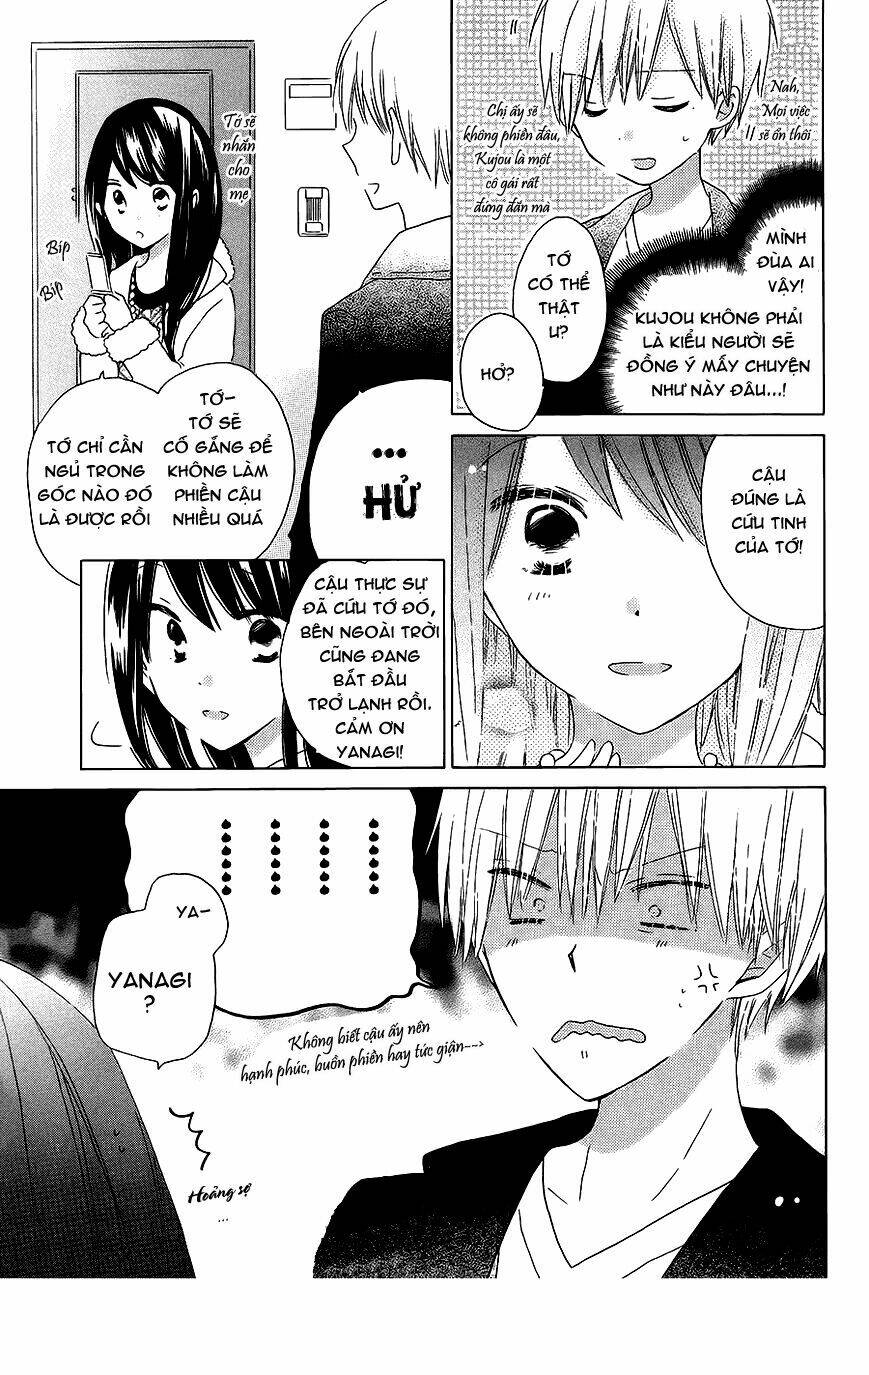 Nah,
Mọi việc
sẽ ổn thôi
Chị ấy sẽ
không phiền đâu,
Kujou là một
cô gái rất
đứng đắn mà
MÌNH
ĐÙA AI
VẬY!
KUJOU KHÔNG PHẢI
LÀ KIỂU NGƯỜI SẼ
ĐỒNG Ý MẤY CHUYỆN
NHƯ NÀY ĐÂU...!
TỚ
CÓ THỂ
THẬT
Ư?
HỞ?
Tớ sẽ
nhắn
cho
mẹ
Bíp
Bíp
TỚ-
TỚ SẼ
CỐ GẮNG ĐỂ
KHÔNG LÀM
PHIỀN CẬU
NHIỀU QUÁ
TỚ CHỈ CẦN
NGỦ TRONG
GÓC NÀO ĐÓ
LÀ ĐƯỢC RỒI
...
HỬ
CẬU
ĐÚNG LÀ
CỨU TINH
CỦA TỚ!
CẬU THỰC SỰ
ĐÃ CỨU TỚ ĐÓ,
BÊN NGOÀI TRỜI
CŨNG ĐANG
BẮT ĐẦU
TRỞ LẠNH RỒI.
CẢM ƠN
YANAGI!
YA-
YANAGI
?
Không biết cậu ấy nên
hạnh phúc, buồn phiền hay tức giận--->
Hoảng sợ
...